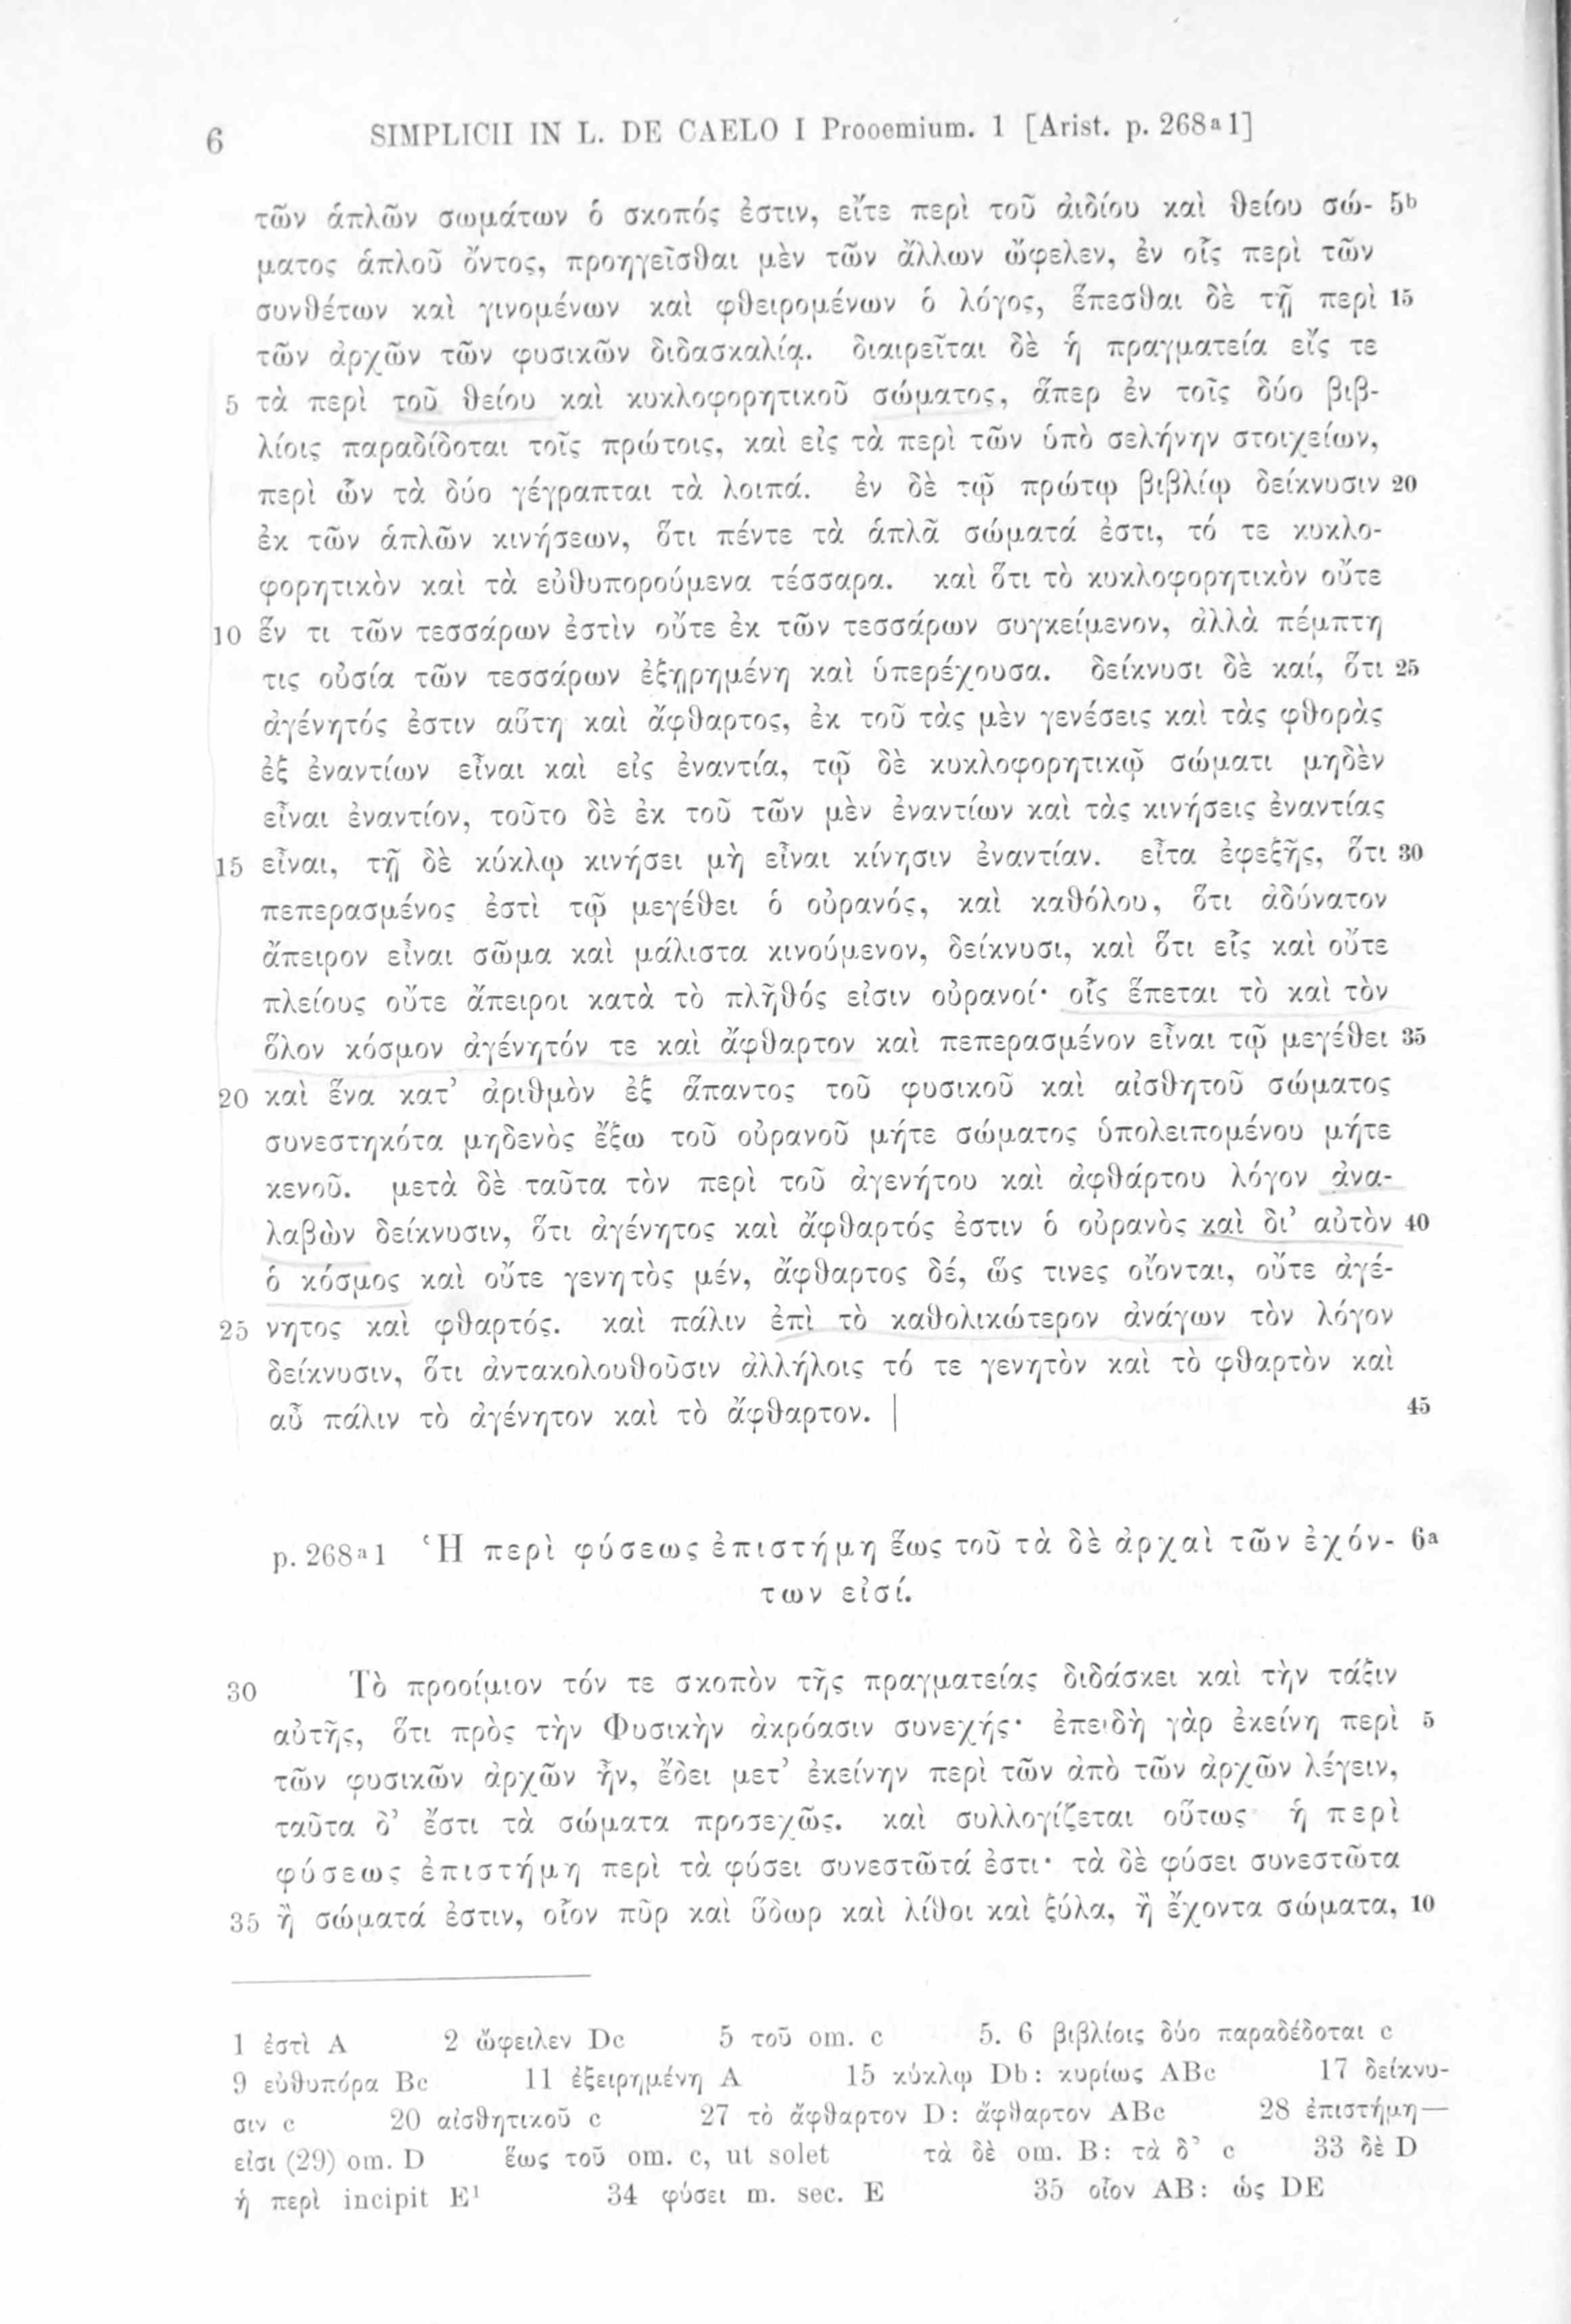 6 SIMPLICII IN L. DE CAELO I Prooemium. 1 [Arist. p. 268ᵃ1]
τῶν ἁπλῶν σωμάτων ὁ σκοπός ἐστιν, εἴτε περὶ τοῦ ἀιδίου καὶ θείου σώ- 5ᵇ
ματος ἁπλοῦ ὄντος, προηγεῖσθαι μὲν τῶν ἄλλων ὤφελεν, ἐν οἷς περὶ τῶν
συνθέτων καὶ γινομένων καὶ φθειρομένων ὁ λόγος, ἕπεσθαι δὲ τῇ περὶ 15
τῶν ἀρχῶν τῶν φυσικῶν διδασκαλίᾳ. διαιρεῖται δὲ ἡ πραγματεία εἴς τε
5 τὰ περὶ τοῦ θείου καὶ κυκλοφορητικοῦ σώματος, ἅπερ ἐν τοῖς δύο βιβ-
λίοις παραδίδοται τοῖς πρώτοις, καὶ εἰς τὰ περὶ τῶν ὑπὸ σελήνην στοιχείων,
περὶ ὧν τὰ δύο γέγραπται τὰ λοιπά. ἐν δὲ τῷ πρώτῳ βιβλίῳ δείκνυσιν 20
ἐκ τῶν ἁπλῶν κινήσεων, ὅτι πέντε τὰ ἁπλᾶ σώματά ἐστι, τό τε κυκλο-
φορητικὸν καὶ τὰ εὐθυπορούμενα τέσσαρα. καὶ ὅτι τὸ κυκλοφορητικὸν οὔτε
10 ἕν τι τῶν τεσσάρων ἐστὶν οὔτε ἐκ τῶν τεσσάρων συγκείμενον, ἀλλὰ πέμπτη
τις οὐσία τῶν τεσσάρων ἐξῃρημένη καὶ ὑπερέχουσα. δείκνυσι δὲ καί, ὅτι 25
ἀγένητός ἐστιν αὕτη καὶ ἄφθαρτος, ἐκ τοῦ τὰς μὲν γενέσεις καὶ τὰς φθορὰς
ἐξ ἐναντίων εἶναι καὶ εἰς ἐναντία, τῷ δὲ κυκλοφορητικῷ σώματι μηδὲν
εἶναι ἐναντίον, τοῦτο δὲ ἐκ τοῦ τῶν μὲν ἐναντίων καὶ τὰς κινήσεις ἐναντίας
15 εἶναι, τῇ δὲ κύκλῳ κινήσει μὴ εἶναι κίνησιν ἐναντίαν. εἶτα ἐφεξῆς, ὅτι 30
πεπερασμένος ἐστὶ τῷ μεγέθει ὁ οὐρανός, καὶ καθόλου, ὅτι ἀδύνατον
ἄπειρον εἶναι σῶμα καὶ μάλιστα κινούμενον, δείκνυσι, καὶ ὅτι εἷς καὶ οὔτε
πλείους οὔτε ἄπειροι κατὰ τὸ πλῆθός εἰσιν οὐρανοί· οἷς ἕπεται τὸ καὶ τὸν
ὅλον κόσμον ἀγένητόν τε καὶ ἄφθαρτον καὶ πεπερασμένον εἶναι τῷ μεγέθει 35
20 καὶ ἕνα κατ’ ἀριθμὸν ἐξ ἅπαντος τοῦ φυσικοῦ καὶ αἰσθητοῦ σώματος
συνεστηκότα μηδενὸς ἔξω τοῦ οὐρανοῦ μήτε σώματος ὑπολειπομένου μήτε
κενοῦ. μετὰ δὲ ταῦτα τὸν περὶ τοῦ ἀγενήτου καὶ ἀφθάρτου λόγον ἀνα-
λαβὼν δείκνυσιν, ὅτι ἀγένητος καὶ ἄφθαρτός ἐστιν ὁ οὐρανὸς καὶ δι’ αὐτὸν 40
ὁ κόσμος καὶ οὔτε γενητὸς μέν, ἄφθαρτος δέ, ὥς τινες οἴονται, οὔτε ἀγέ-
25 νητος καὶ φθαρτός. καὶ πάλιν ἐπὶ τὸ καθολικώτερον ἀνάγων τὸν λόγον
δείκνυσιν, ὅτι ἀντακολουθοῦσιν ἀλλήλοις τό τε γενητὸν καὶ τὸ φθαρτὸν καὶ
αὖ πάλιν τὸ ἀγένητον καὶ τὸ ἄφθαρτον. | 45
p. 268ᵃ1 Ἡ περὶ φύσεως ἐπιστήμη ἕως τοῦ τὰ δὲ ἀρχαὶ τῶν ἐχόν- 6ᵃ
των εἰσί.
30 Τὸ προοίμιον τόν τε σκοπὸν τῆς πραγματείας διδάσκει καὶ τὴν τάξιν
αὐτῆς, ὅτι πρὸς τὴν Φυσικὴν ἀκρόασιν συνεχής· ἐπειδὴ γὰρ ἐκείνη περὶ 5
τῶν φυσικῶν ἀρχῶν ἦν, ἔδει μετ’ ἐκείνην περὶ τῶν ἀπὸ τῶν ἀρχῶν λέγειν,
ταῦτα δ’ ἔστι τὰ σώματα προσεχῶς. καὶ συλλογίζεται οὕτως ἡ περὶ
φύσεως ἐπιστήμη περὶ τὰ φύσει συνεστῶτά ἐστι· τὰ δὲ φύσει συνεστῶτα
35 ἢ σώματά ἐστιν, οἷον πῦρ καὶ ὕδωρ καὶ λίθοι καὶ ξύλα, ἢ ἔχοντα σώματα, 10
1 ἐστὶ A 2 ὤφειλεν Dc 5 τοῦ om. c 5. 6 βιβλίοις δύο παραδέδοται c
9 εὐθυπόρα Bc 11 ἐξειρημένη A 15 κύκλῳ Db: κυρίως ABc 17 δείκνυ-
σιν c 20 αἰσθητικοῦ c 27 τὸ ἄφθαρτον D: ἄφθαρτον ABc 28 ἐπιστήμη—
εἰσι (29) om. D ἕως τοῦ om. c, ut solet τὰ δὲ om. B: τὰ δ’ c 33 δὲ D
ἡ περὶ incipit E¹ 34 φύσει m. sec. E 35 οἷον AB: ὡς DE